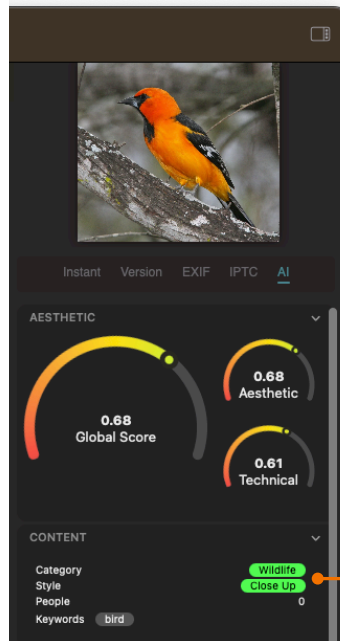 Instant Version EXIF IPTC AI
AESTHETIC
0.68
Global Score
0.68
Aesthetic
0.61
Technical
CONTENT
Category Wildlife
Style Close Up
People 0
Keywords bird